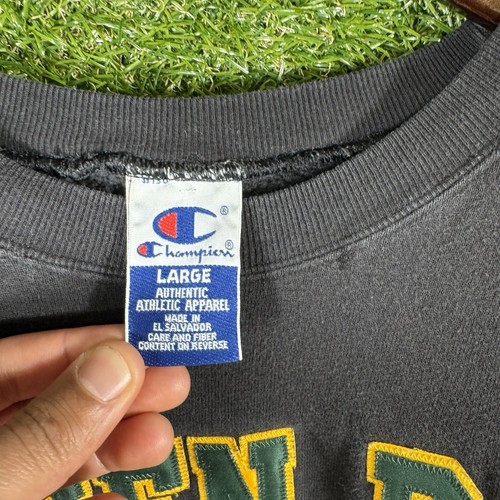 Champion
LARGE
AUTHENTIC
ATHLETIC APPAREL
MADE IN
EL SALVADOR
CARE AND FIBER
CONTENT ON REVERSE